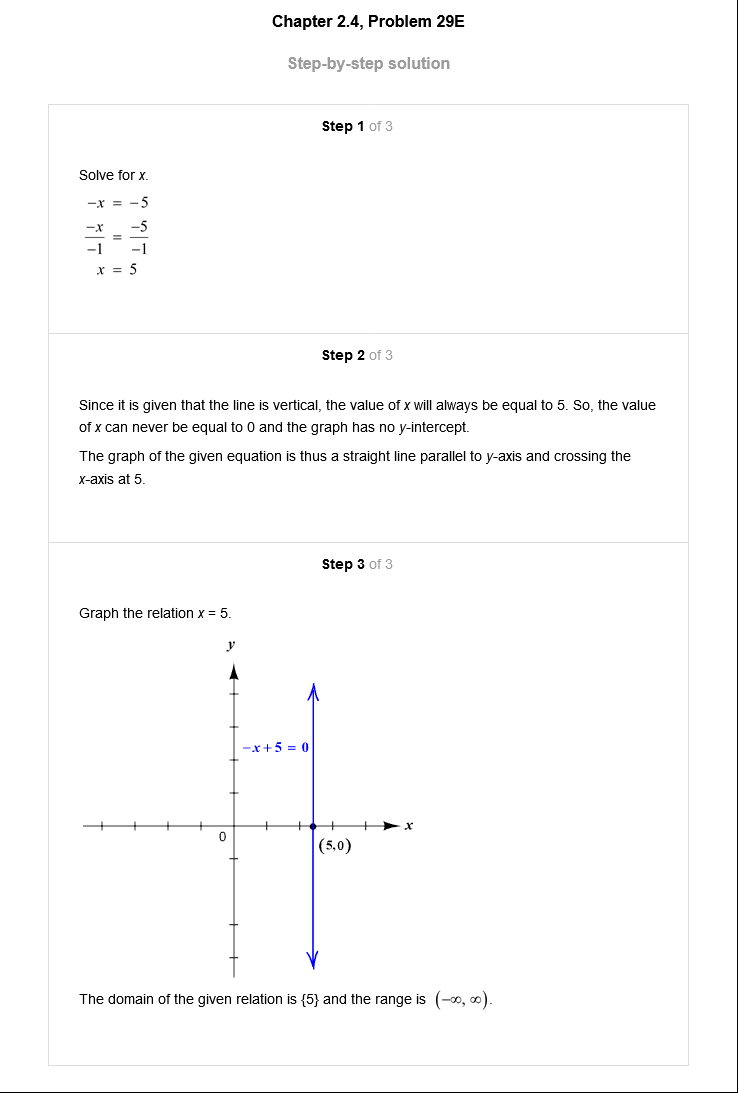 Chapter 2.4, Problem 29E
Step-by-step solution
Step 1 of 3
Solve for x.
−x = −5
−x/−1 = −5/−1
x = 5
Step 2 of 3
Since it is given that the line is vertical, the value of x will always be equal to 5. So, the value
of x can never be equal to 0 and the graph has no y-intercept.
The graph of the given equation is thus a straight line parallel to y-axis and crossing the
x-axis at 5.
Step 3 of 3
Graph the relation x = 5.
y
−x+5 = 0
x
0
(5,0)
The domain of the given relation is {5} and the range is (−∞, ∞).